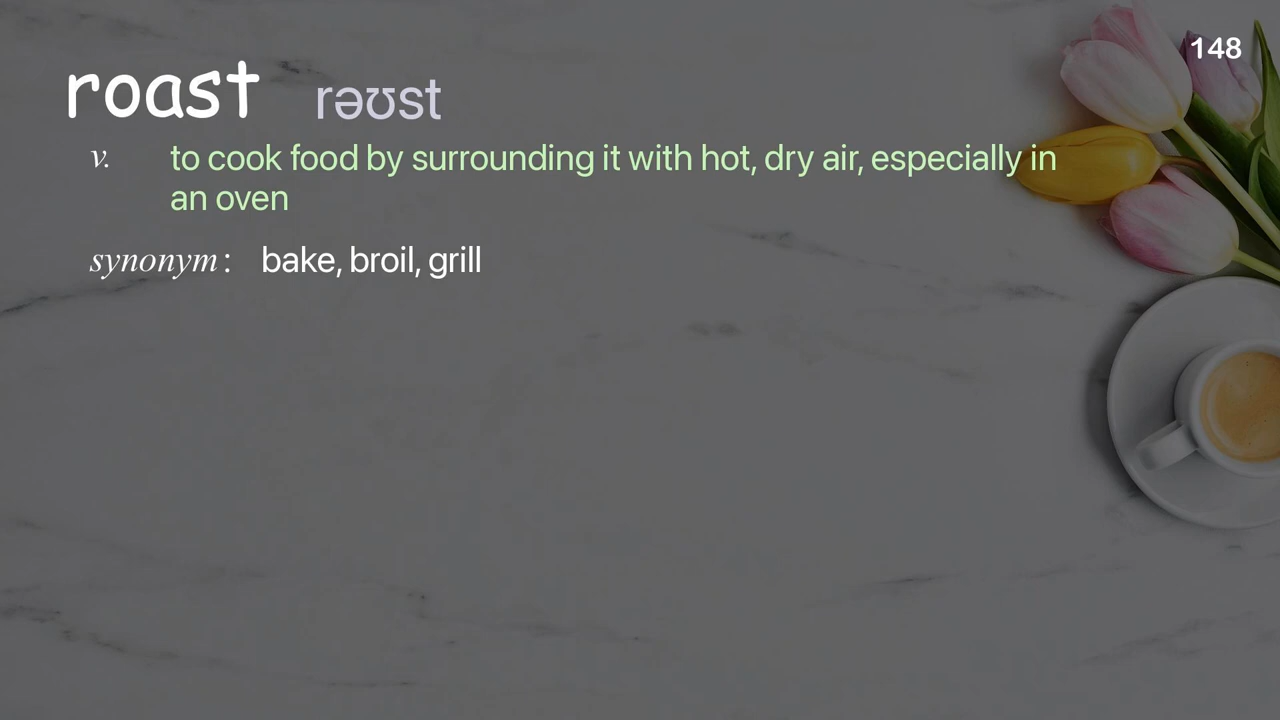 148
roast rəʊst
v. to cook food by surrounding it with hot, dry air, especially in
an oven
synonym : bake, broil, grill